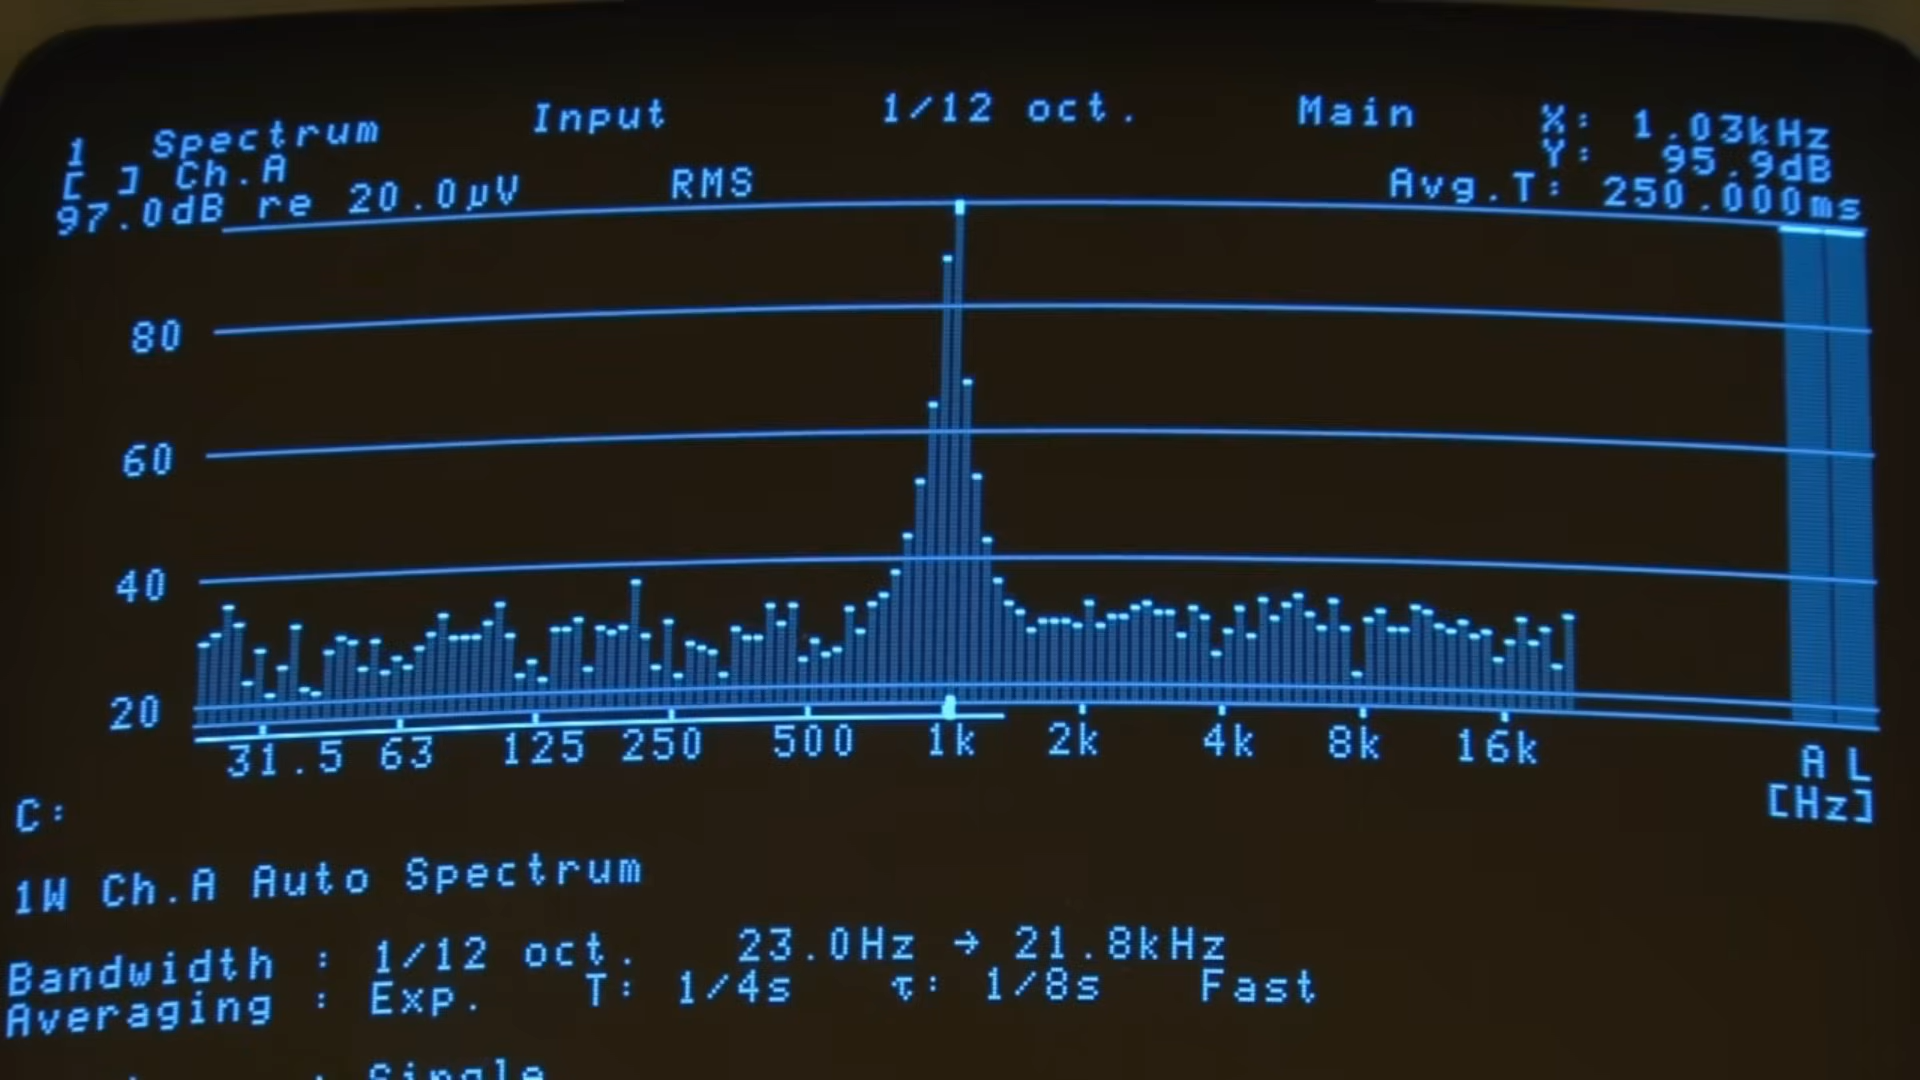 1 Spectrum Input 1/12 oct. Main X: 1.03kHz
[ ] Ch.A Y: 95.9dB
97.0dB re 20.0µV RMS Avg.T: 250.000ms
80
60
40
20
31.5 63 125 250 500 1k 2k 4k 8k 16k A L
[Hz]
C:
1W Ch.A Auto Spectrum
Bandwidth : 1/12 oct. 23.0Hz → 21.8kHz
Averaging : Exp. T: 1/4s τ: 1/8s Fast
: Single